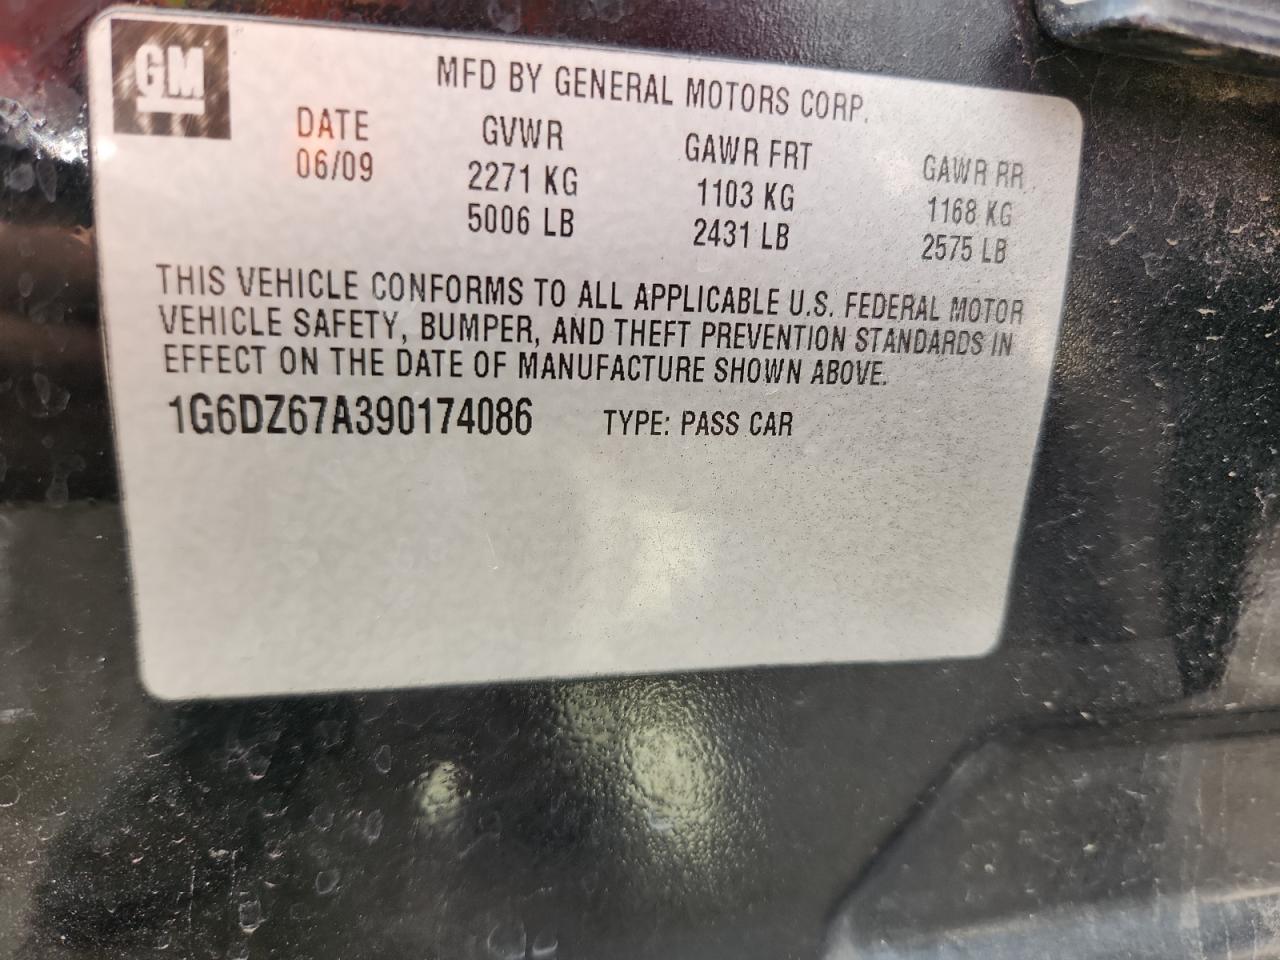 GM
MFD BY GENERAL MOTORS CORP.
DATE GVWR GAWR FRT GAWR RR
06/09 2271 KG 1103 KG 1168 KG
5006 LB 2431 LB 2575 LB
THIS VEHICLE CONFORMS TO ALL APPLICABLE U.S. FEDERAL MOTOR
VEHICLE SAFETY, BUMPER, AND THEFT PREVENTION STANDARDS IN
EFFECT ON THE DATE OF MANUFACTURE SHOWN ABOVE.
1G6DZ67A390174086 TYPE: PASS CAR